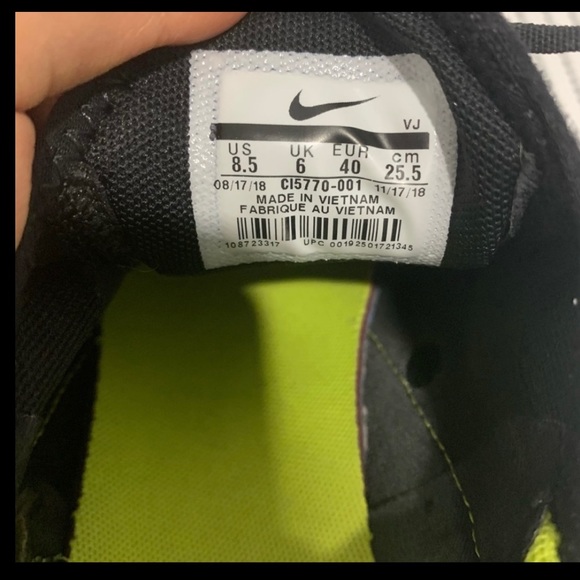 VJ
US UK EUR cm
8.5 6 40 25.5
08/17/18 CI5770-001 11/17/18
MADE IN VIETNAM
FABRIQUE AU VIETNAM
108723317 UPC 00192501721345